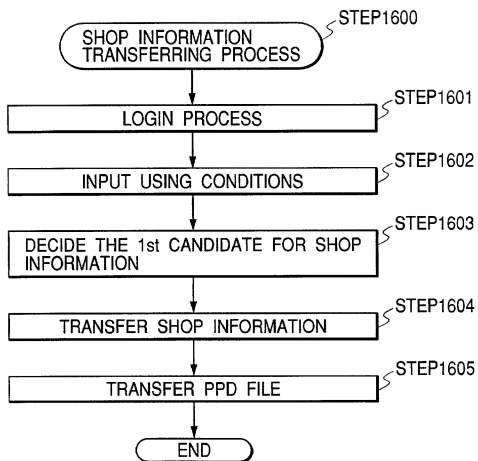 STEP1600
SHOP INFORMATION
TRANSFERRING PROCESS
STEP1601
LOGIN PROCESS
STEP1602
INPUT USING CONDITIONS
STEP1603
DECIDE THE 1st CANDIDATE FOR SHOP
INFORMATION
STEP1604
TRANSFER SHOP INFORMATION
STEP1605
TRANSFER PPD FILE
END